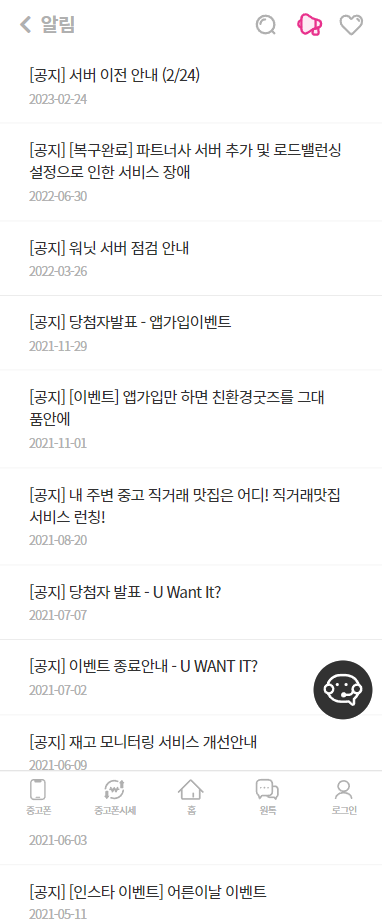 알림
[공지] 서버 이전 안내 (2/24)
2023-02-24
[공지] [복구완료] 파트너사 서버 추가 및 로드밸런싱
설정으로 인한 서비스 장애
2022-06-30
[공지] 워닛 서버 점검 안내
2022-03-26
[공지] 당첨자발표 - 앱가입이벤트
2021-11-29
[공지] [이벤트] 앱가입만 하면 친환경굿즈를 그대
품안에
2021-11-01
[공지] 내 주변 중고 직거래 맛집은 어디! 직거래맛집
서비스 런칭!
2021-08-20
[공지] 당첨자 발표 - U Want It?
2021-07-07
[공지] 이벤트 종료안내 - U WANT IT?
2021-07-02
[공지] 재고 모니터링 서비스 개선안내
2021-06-09
중고폰
중고폰시세
홈
원톡
로그인
2021-06-03
[공지] [인스타 이벤트] 어른이날 이벤트
2021-05-11